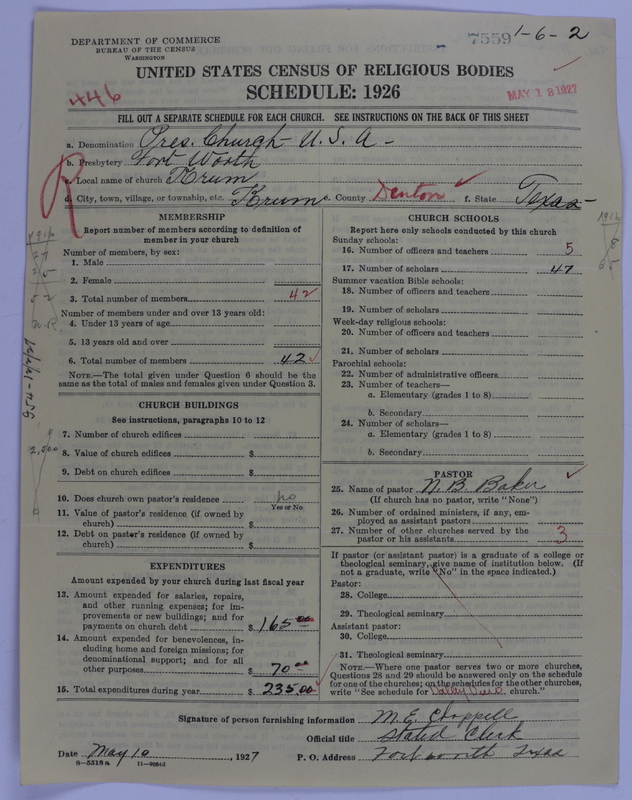 DEPARTMENT OF COMMERCE
BUREAU OF THE CENSUS
WASHINGTON
7559 1-6-2
UNITED STATES CENSUS OF RELIGIOUS BODIES
SCHEDULE: 1926
446
MAY 18 1927
FILL OUT A SEPARATE SCHEDULE FOR EACH CHURCH. SEE INSTRUCTIONS ON THE BACK OF THIS SHEET
a. Denomination Pres. Church U.S.A-
b. Presbytery Fort Worth
c. Local name of church Krum
d. City, town, village, or township, etc. Krum e. County Denton f. State Texas-
R
MEMBERSHIP
Report number of members according to definition of
member in your church
Number of members, by sex:
1. Male
2. Female
3. Total number of members 42
Number of members under and over 13 years old:
4. Under 13 years of age
5. 13 years old and over
6. Total number of members 42
NOTE.—The total given under Question 6 should be the
same as the total of males and females given under Question 3.
CHURCH BUILDINGS
See instructions, paragraphs 10 to 12
7. Number of church edifices
8. Value of church edifices $
9. Debt on church edifices $
10. Does church own pastor's residence no
Yes or No
11. Value of pastor's residence (if owned by
church) $
12. Debt on pastor's residence (if owned by
church) $
EXPENDITURES
Amount expended by your church during last fiscal year
13. Amount expended for salaries, repairs,
and other running expenses; for im-
provements or new buildings; and for
payments on church debt $ 165.00
14. Amount expended for benevolences, in-
cluding home and foreign missions; for
denominational support; and for all
other purposes $ 70.00
15. Total expenditures during year $ 235.00
CHURCH SCHOOLS
Report here only schools conducted by this church
Sunday schools:
16. Number of officers and teachers 5
17. Number of scholars 47
Summer vacation Bible schools:
18. Number of officers and teachers
19. Number of scholars
Week-day religious schools:
20. Number of officers and teachers
21. Number of scholars
Parochial schools:
22. Number of administrative officers
23. Number of teachers—
a. Elementary (grades 1 to 8)
b. Secondary
24. Number of scholars—
a. Elementary (grades 1 to 8)
b. Secondary
PASTOR
25. Name of pastor N. B. Baker
(If church has no pastor, write "None")
26. Number of ordained ministers, if any, em-
ployed as assistant pastors
27. Number of other churches served by the
pastor or his assistants 3
If pastor (or assistant pastor) is a graduate of a college or
theological seminary, give name of institution below. (If
not a graduate, write "No" in the space indicated.)
Pastor:
28. College
29. Theological seminary
Assistant pastor:
30. College
31. Theological seminary
NOTE.—Where one pastor serves two or more churches,
Questions 28 and 29 should be answered only on the schedule
for one of the churches; on the schedules for the other churches,
write "See schedule for Valley View church."
Signature of person furnishing information M. E. Chappell
Official title Stated Clerk
Date May 10, 1927 P. O. Address Fort Worth Texas
8—5518a
1916
8
65
1916
27
25
52
n.R.
1
2,500
0